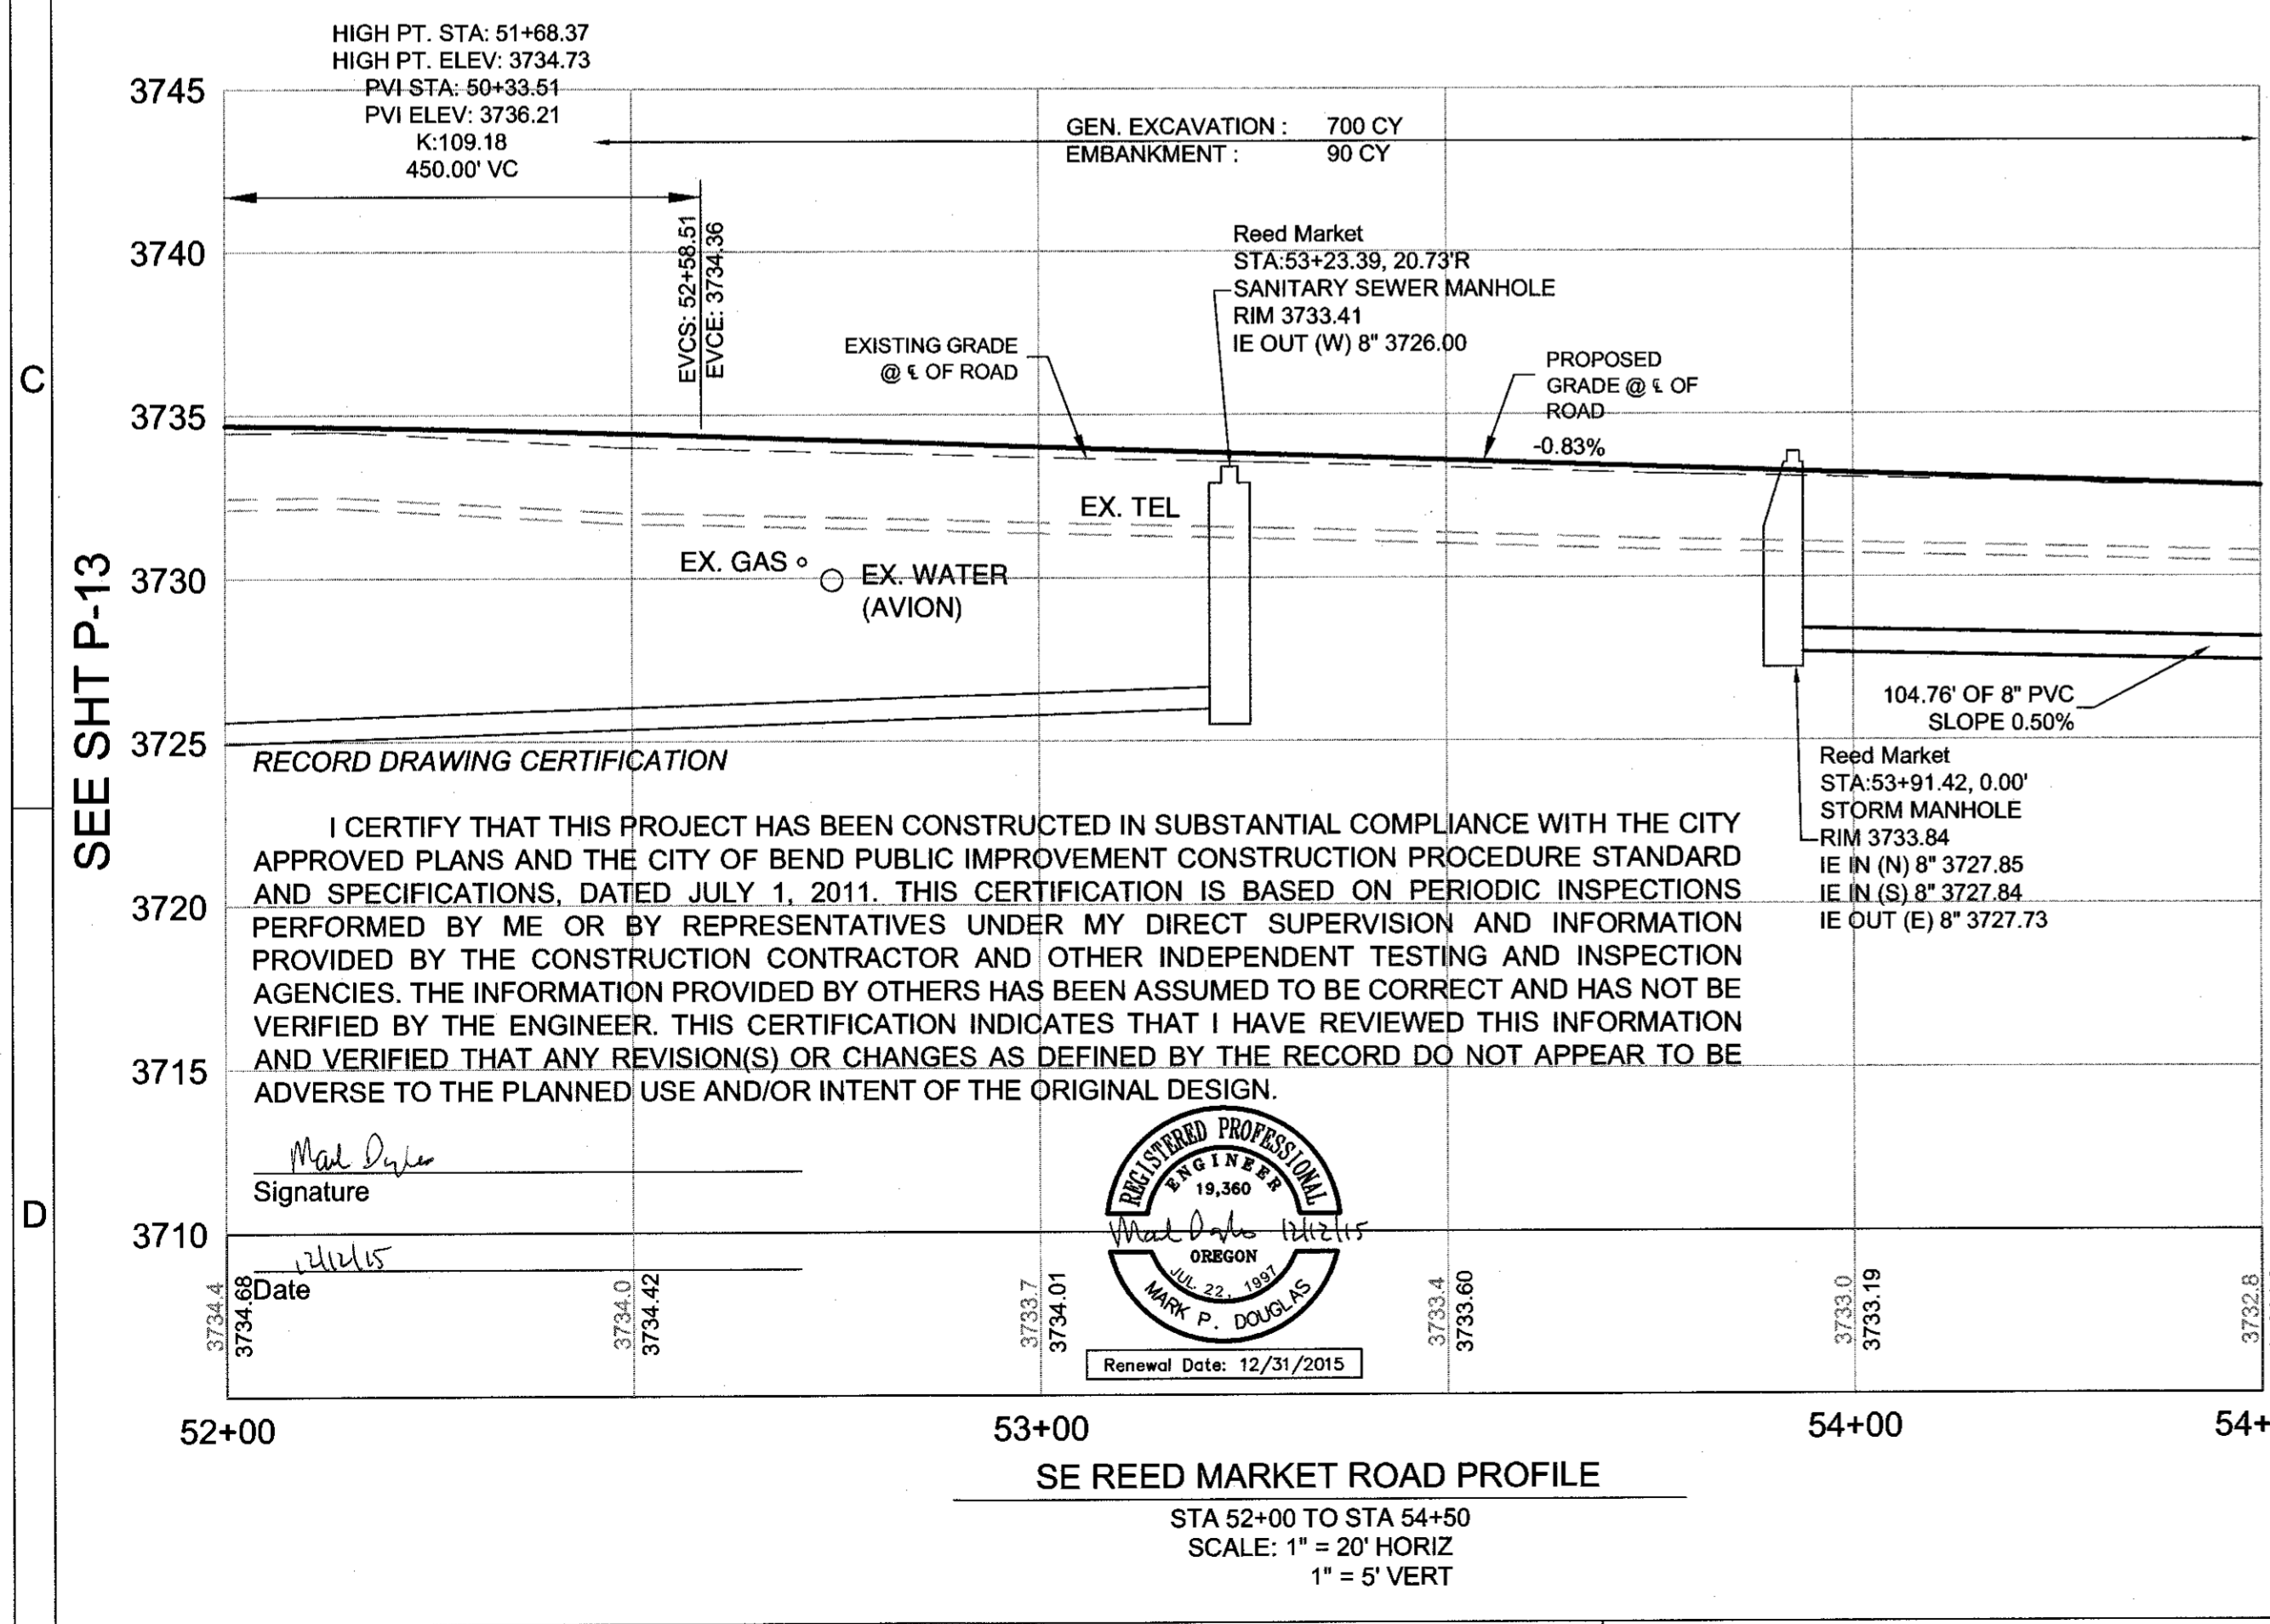 HIGH PT. STA: 51+68.37
HIGH PT. ELEV: 3734.73
PVI STA: 50+33.51
PVI ELEV: 3736.21
K:109.18
450.00' VC
GEN. EXCAVATION : 700 CY
EMBANKMENT : 90 CY
3745
3740
3735
3730
3725
3720
3715
3710
C
D
SEE SHT P-13
EVCS: 52+58.51
EVCE: 3734.36
Reed Market
STA:53+23.39, 20.73'R
SANITARY SEWER MANHOLE
RIM 3733.41
IE OUT (W) 8" 3726.00
EXISTING GRADE
@ ℄ OF ROAD
PROPOSED
GRADE @ ℄ OF
ROAD
-0.83%
EX. TEL
EX. GAS
EX. WATER
(AVION)
104.76' OF 8" PVC
SLOPE 0.50%
Reed Market
STA:53+91.42, 0.00'
STORM MANHOLE
RIM 3733.84
IE IN (N) 8" 3727.85
IE IN (S) 8" 3727.84
IE OUT (E) 8" 3727.73
RECORD DRAWING CERTIFICATION
I CERTIFY THAT THIS PROJECT HAS BEEN CONSTRUCTED IN SUBSTANTIAL COMPLIANCE WITH THE CITY
APPROVED PLANS AND THE CITY OF BEND PUBLIC IMPROVEMENT CONSTRUCTION PROCEDURE STANDARD
AND SPECIFICATIONS, DATED JULY 1, 2011. THIS CERTIFICATION IS BASED ON PERIODIC INSPECTIONS
PERFORMED BY ME OR BY REPRESENTATIVES UNDER MY DIRECT SUPERVISION AND INFORMATION
PROVIDED BY THE CONSTRUCTION CONTRACTOR AND OTHER INDEPENDENT TESTING AND INSPECTION
AGENCIES. THE INFORMATION PROVIDED BY OTHERS HAS BEEN ASSUMED TO BE CORRECT AND HAS NOT BE
VERIFIED BY THE ENGINEER. THIS CERTIFICATION INDICATES THAT I HAVE REVIEWED THIS INFORMATION
AND VERIFIED THAT ANY REVISION(S) OR CHANGES AS DEFINED BY THE RECORD DO NOT APPEAR TO BE
ADVERSE TO THE PLANNED USE AND/OR INTENT OF THE ORIGINAL DESIGN.
Signature
12/12/15
Date
REGISTERED PROFESSIONAL
ENGINEER
19,360
12/12/15
OREGON
JUL. 22, 1997
MARK P. DOUGLAS
Renewal Date: 12/31/2015
3734.4
3734.68
3734.0
3734.42
3733.7
3734.01
3733.4
3733.60
3733.0
3733.19
3732.8
52+00
53+00
54+00
54+
SE REED MARKET ROAD PROFILE
STA 52+00 TO STA 54+50
SCALE: 1" = 20' HORIZ
1" = 5' VERT